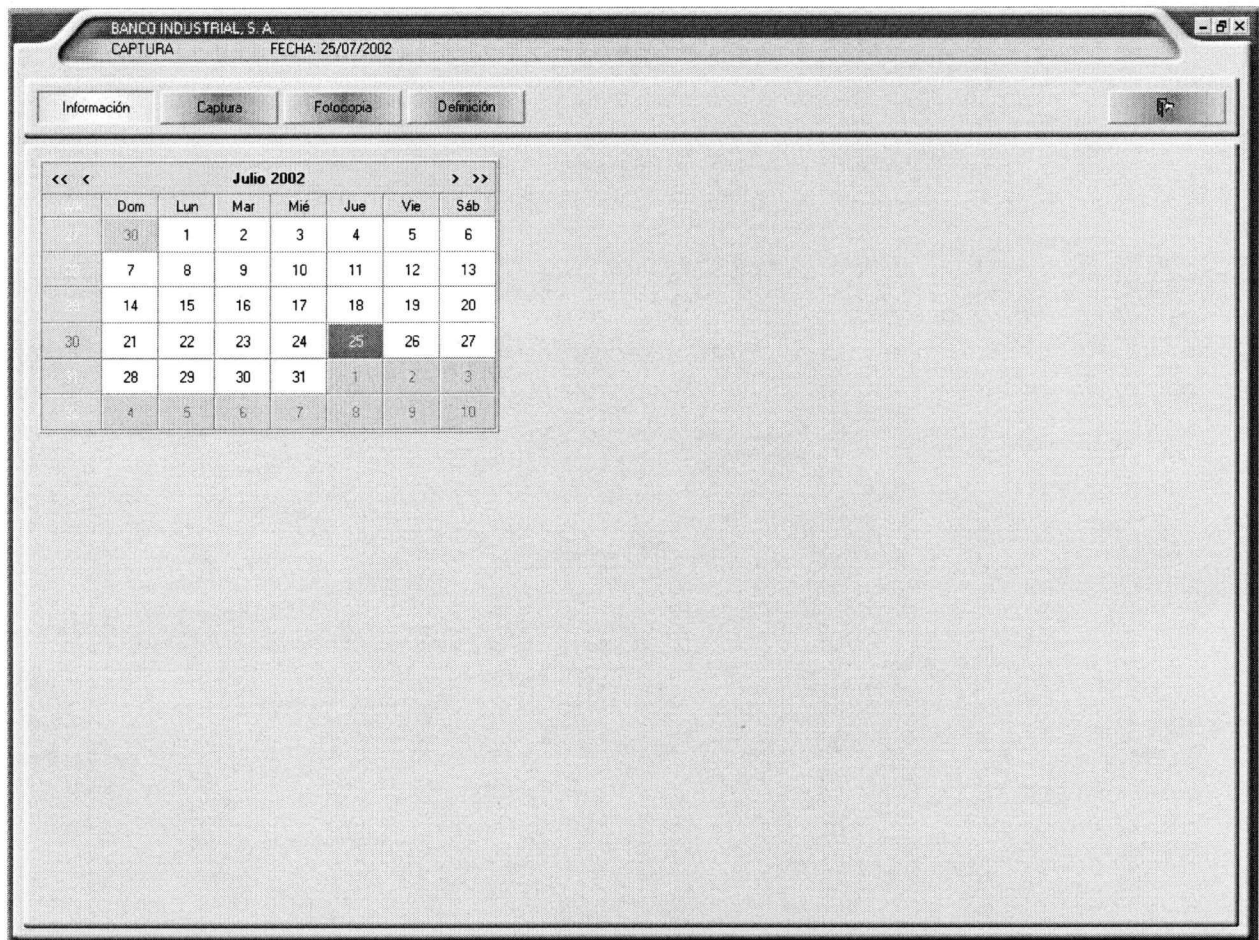 BANCO INDUSTRIAL, S. A.
CAPTURA FECHA: 25/07/2002
Información Captura Fotocopia Definición
<< < Julio 2002 > >>
Dom Lun Mar Mié Jue Vie Sáb
30 1 2 3 4 5 6
7 8 9 10 11 12 13
14 15 16 17 18 19 20
30 21 22 23 24 25 26 27
28 29 30 31 1 2 3
4 5 6 7 8 9 10